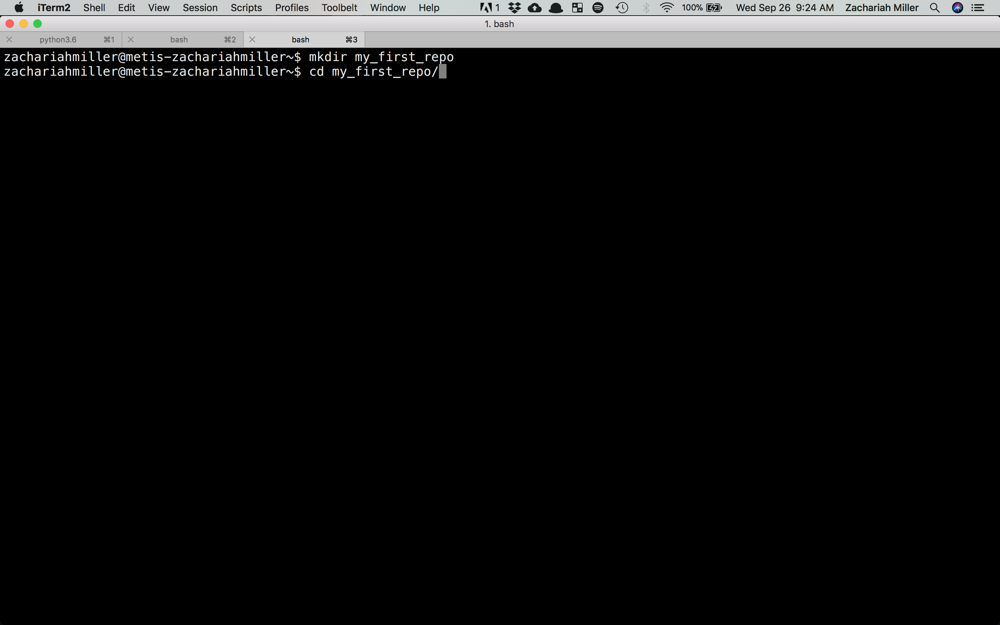 iTerm2 Shell Edit View Session Scripts Profiles Toolbelt Window Help 1 100% Wed Sep 26 9:24 AM Zachariah Miller
1. bash
python3.6 ⌘1 bash ⌘2 bash ⌘3
zachariahmiller@metis-zachariahmiller~$ mkdir my_first_repo
zachariahmiller@metis-zachariahmiller~$ cd my_first_repo/